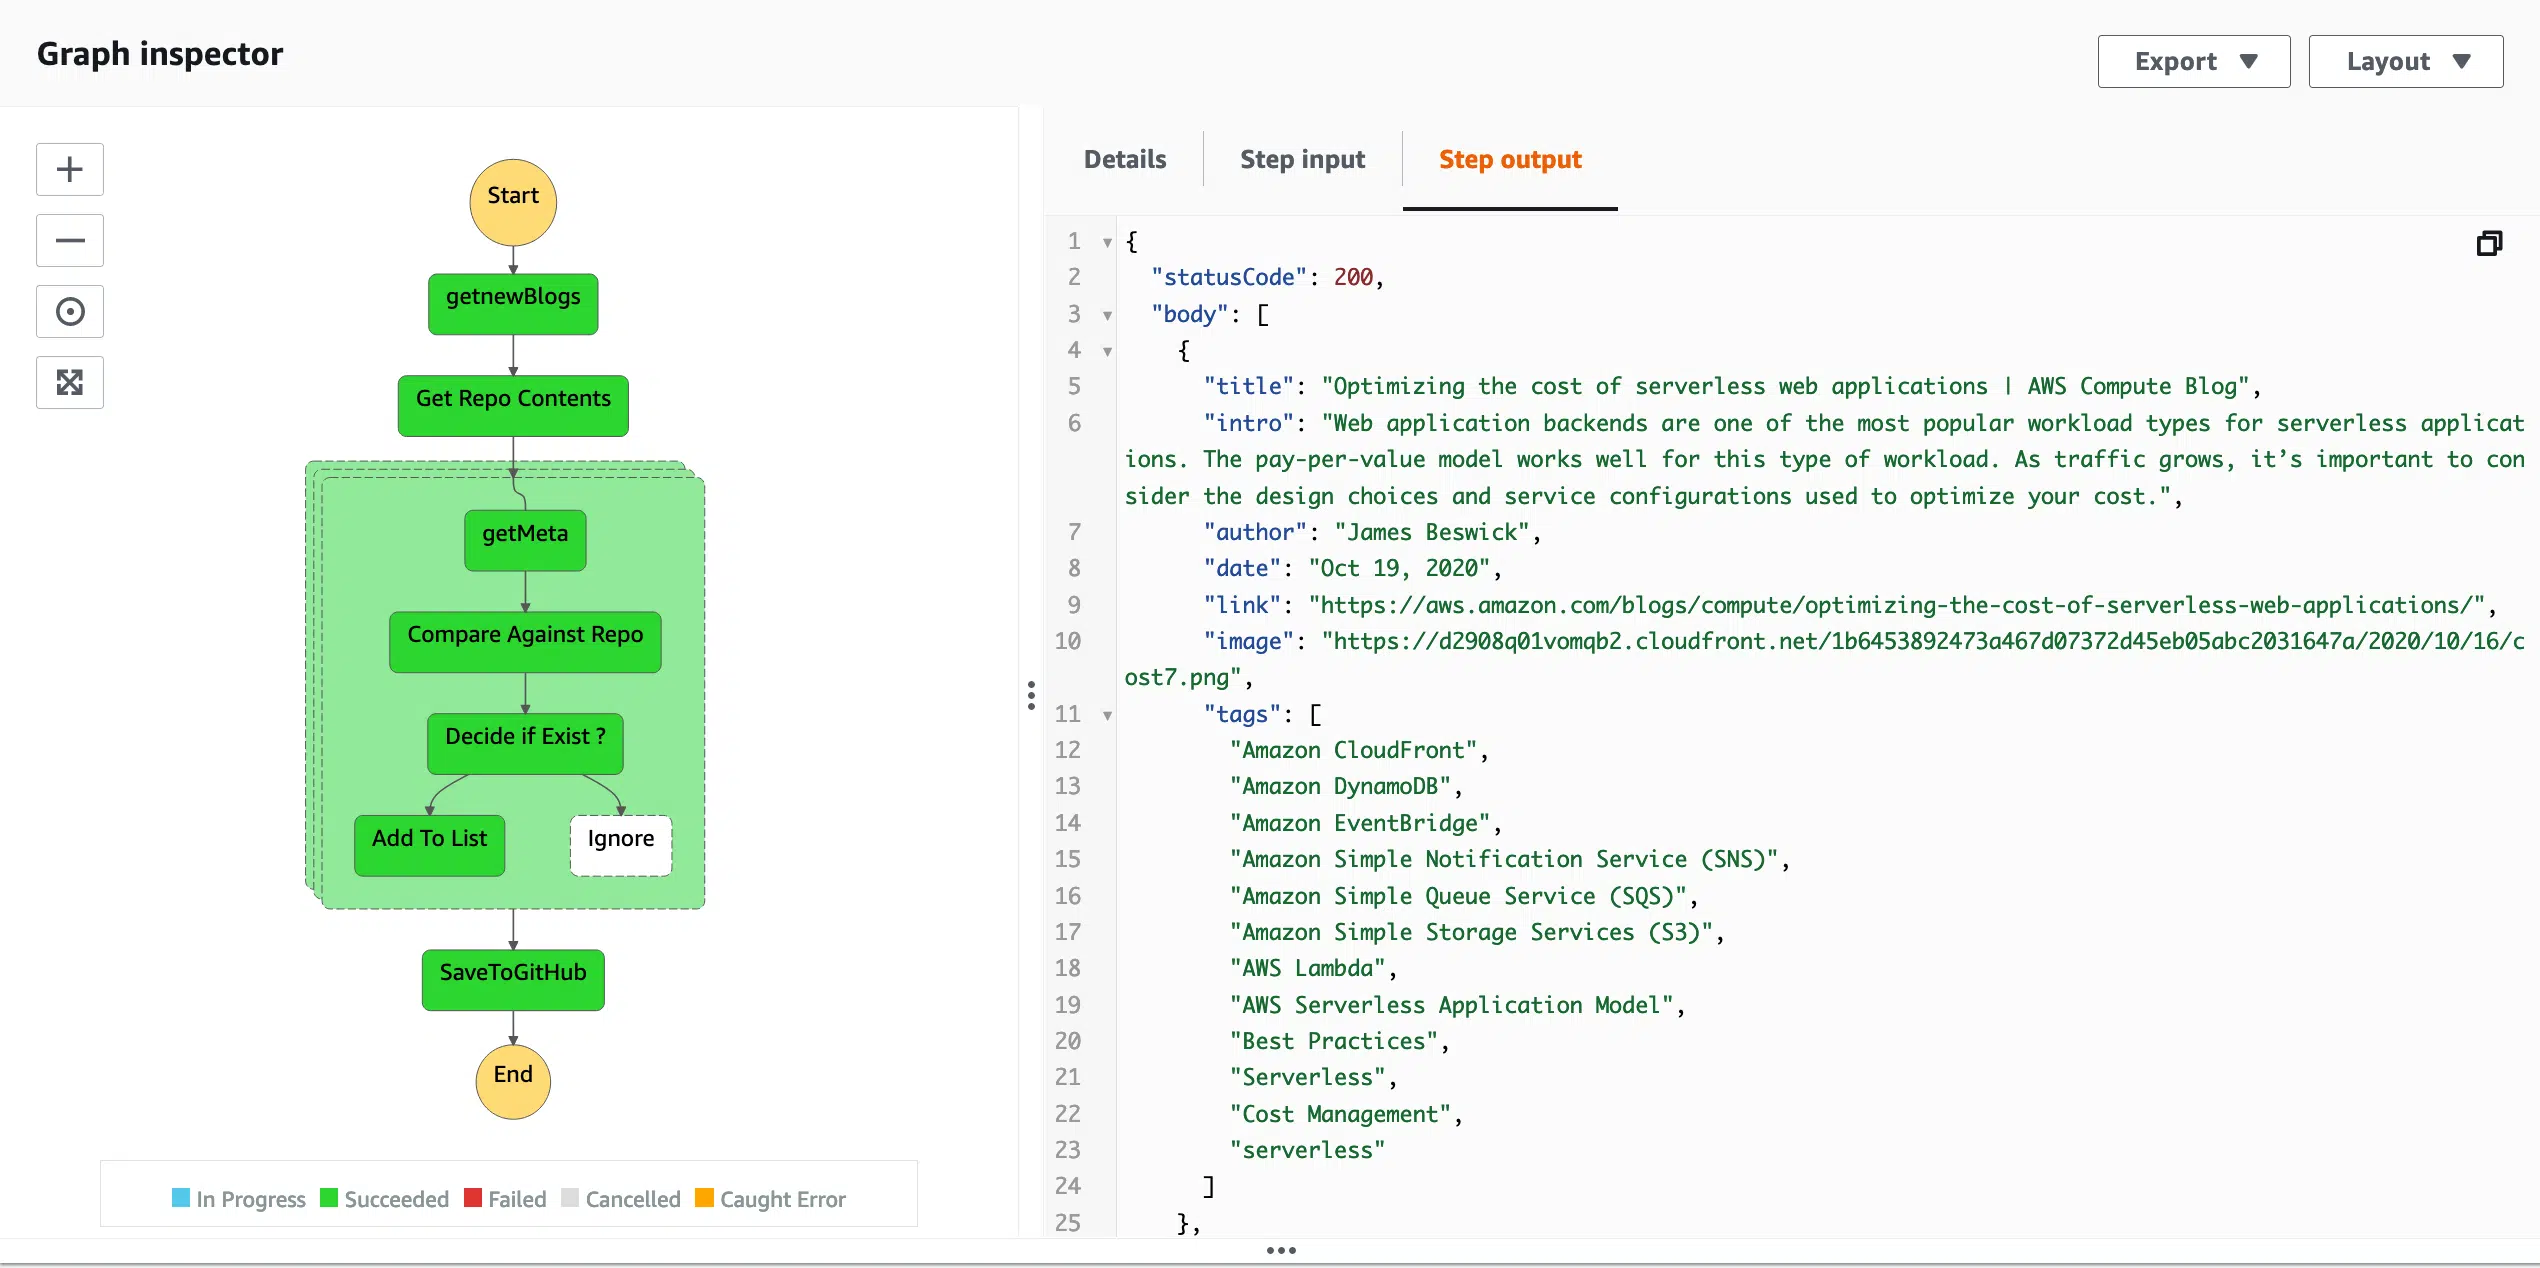 Graph inspector
Export
Layout
Start
getnewBlogs
Get Repo Contents
getMeta
Compare Against Repo
Decide if Exist ?
Add To List
Ignore
SaveToGitHub
End
In Progress Succeeded Failed Cancelled Caught Error
Details
Step input
Step output
1 {
2 "statusCode": 200,
3 "body": [
4 {
5 "title": "Optimizing the cost of serverless web applications | AWS Compute Blog",
6 "intro": "Web application backends are one of the most popular workload types for serverless applicat
ions. The pay-per-value model works well for this type of workload. As traffic grows, it’s important to con
sider the design choices and service configurations used to optimize your cost.",
7 "author": "James Beswick",
8 "date": "Oct 19, 2020",
9 "link": "https://aws.amazon.com/blogs/compute/optimizing-the-cost-of-serverless-web-applications/",
10 "image": "https://d2908q01vomqb2.cloudfront.net/1b6453892473a467d07372d45eb05abc2031647a/2020/10/16/c
ost7.png",
11 "tags": [
12 "Amazon CloudFront",
13 "Amazon DynamoDB",
14 "Amazon EventBridge",
15 "Amazon Simple Notification Service (SNS)",
16 "Amazon Simple Queue Service (SQS)",
17 "Amazon Simple Storage Services (S3)",
18 "AWS Lambda",
19 "AWS Serverless Application Model",
20 "Best Practices",
21 "Serverless",
22 "Cost Management",
23 "serverless"
24 ]
25 },